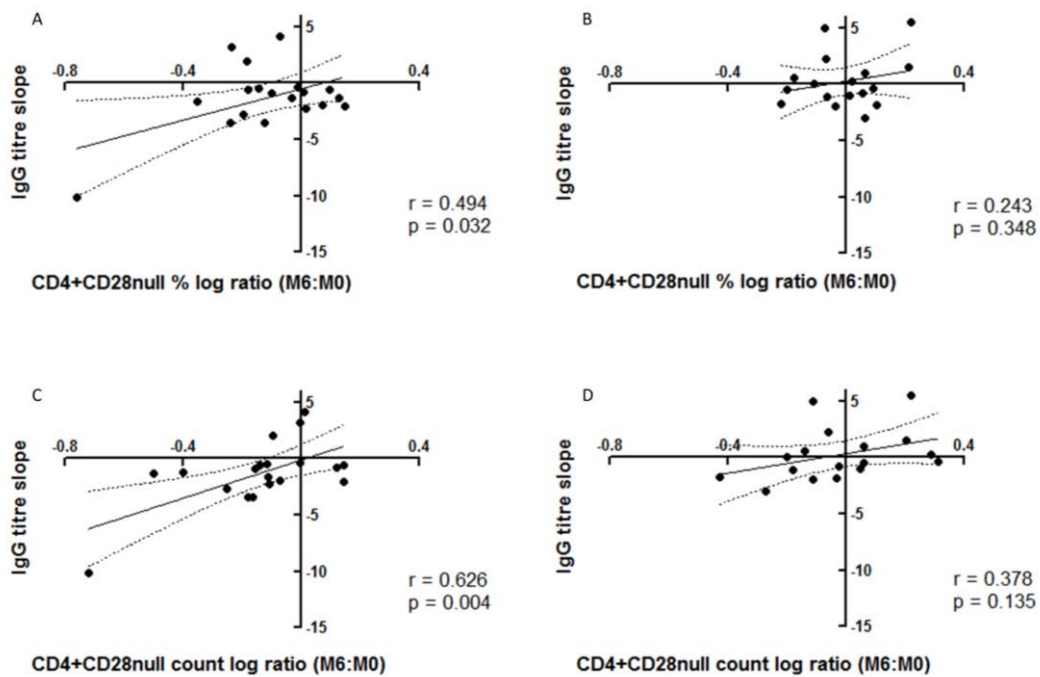 A
5
-0.8
-0.4
0.4
-5
-10
-15
IgG titre slope
r = 0.494
p = 0.032
CD4+CD28null % log ratio (M6:M0)
B
5
-0.8
-0.4
0.4
-5
-10
-15
IgG titre slope
r = 0.243
p = 0.348
CD4+CD28null % log ratio (M6:M0)
C
5
-0.8
-0.4
0.4
-5
-10
-15
IgG titre slope
r = 0.626
p = 0.004
CD4+CD28null count log ratio (M6:M0)
D
5
-0.8
-0.4
0.4
-5
-10
-15
IgG titre slope
r = 0.378
p = 0.135
CD4+CD28null count log ratio (M6:M0)